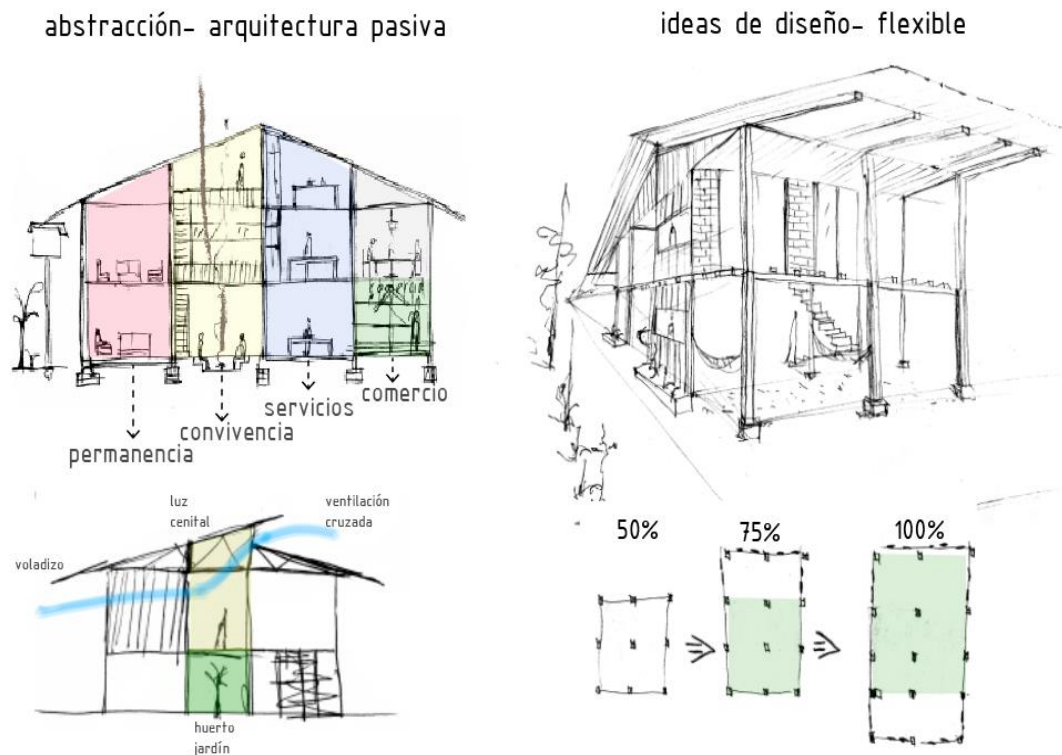 abstracción- arquitectura pasiva
ideas de diseño- flexible
comercio
servicios
convivencia
permanencia
luz
cenital
ventilación
cruzada
voladizo
huerto
jardín
50%
75%
100%